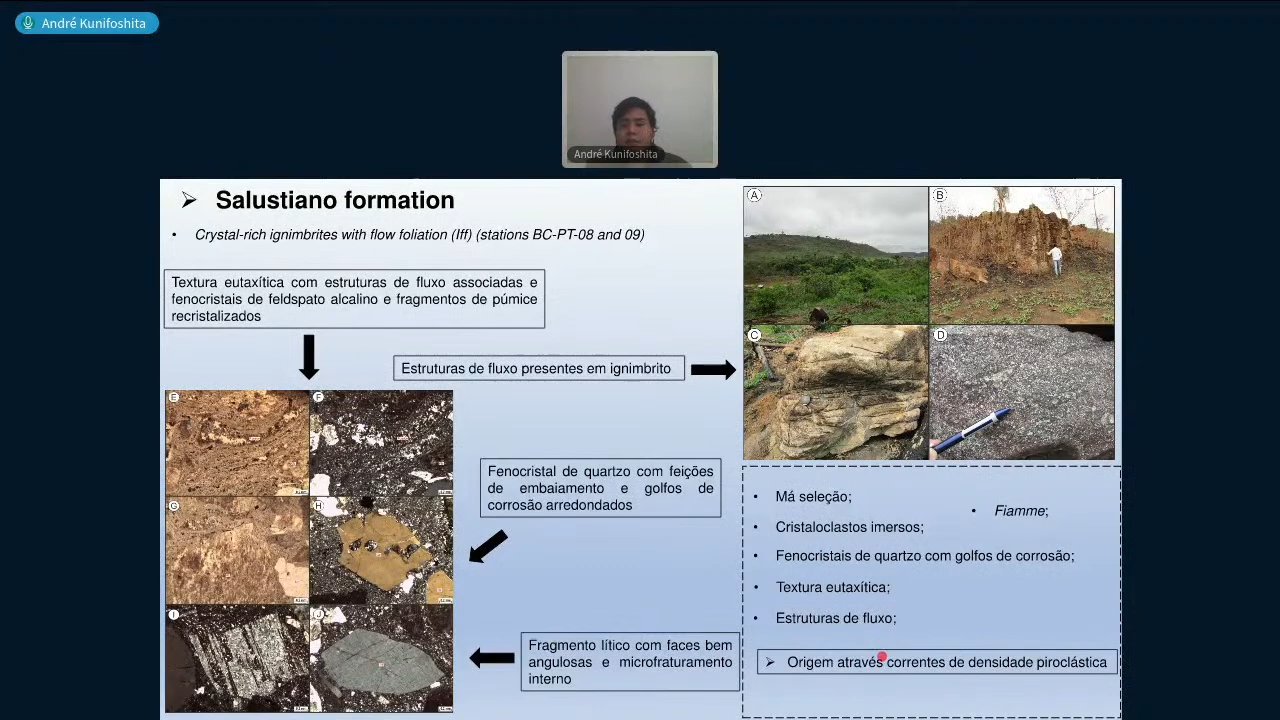 André Kunifoshita
André Kunifoshita
➢ Salustiano formation
• Crystal-rich ignimbrites with flow foliation (Iff) (stations BC-PT-08 and 09)
Textura eutaxítica com estruturas de fluxo associadas e
fenocristais de feldspato alcalino e fragmentos de púmice
recristalizados
Estruturas de fluxo presentes em ignimbrito
A
B
C
D
E
F
G
H
I
J
Fenocristal de quartzo com feições
de embaiamento e golfos de
corrosão arredondados
Fragmento lítico com faces bem
angulosas e microfraturamento
interno
• Má seleção;
• Fiamme;
• Cristaloclastos imersos;
• Fenocristais de quartzo com golfos de corrosão;
• Textura eutaxítica;
• Estruturas de fluxo;
➢ Origem através correntes de densidade piroclástica